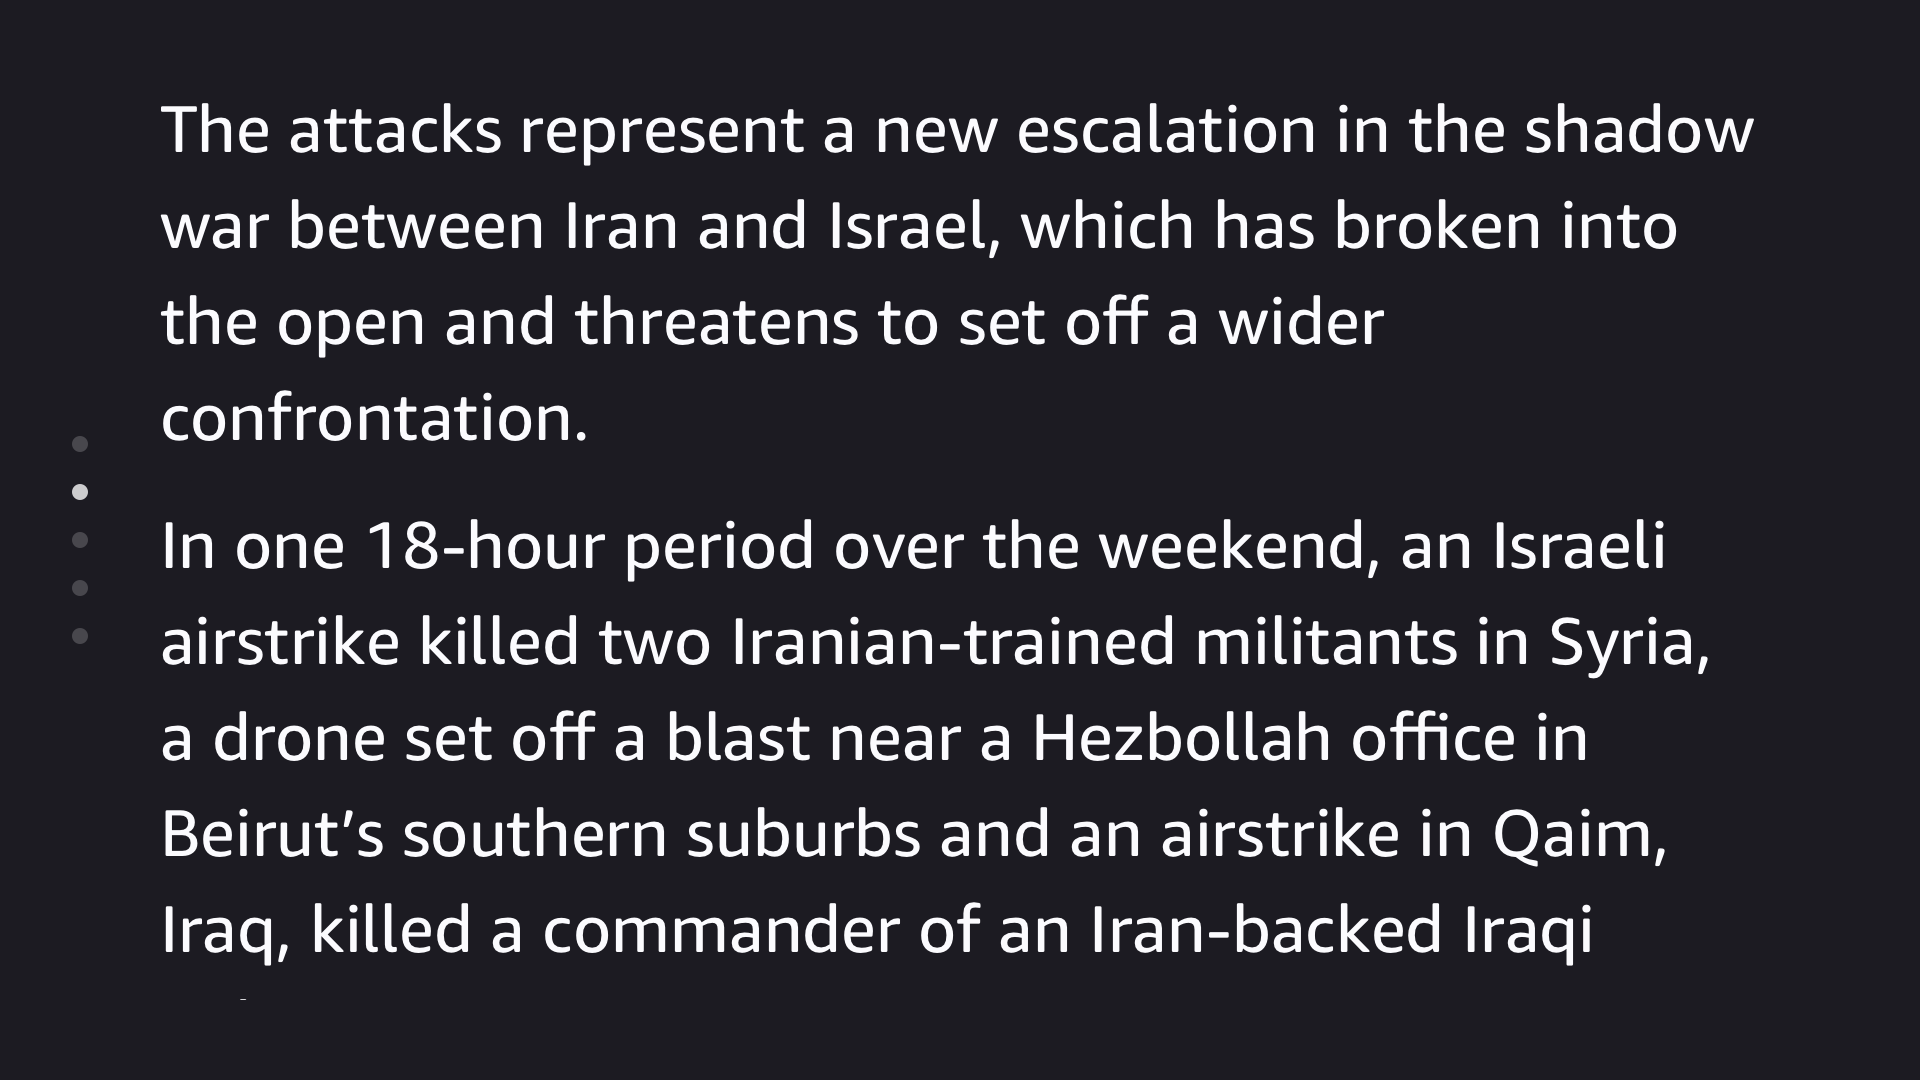 The attacks represent a new escalation in the shadow
war between Iran and Israel, which has broken into
the open and threatens to set off a wider
confrontation.
In one 18-hour period over the weekend, an Israeli
airstrike killed two Iranian-trained militants in Syria,
a drone set off a blast near a Hezbollah office in
Beirut’s southern suburbs and an airstrike in Qaim,
Iraq, killed a commander of an Iran-backed Iraqi